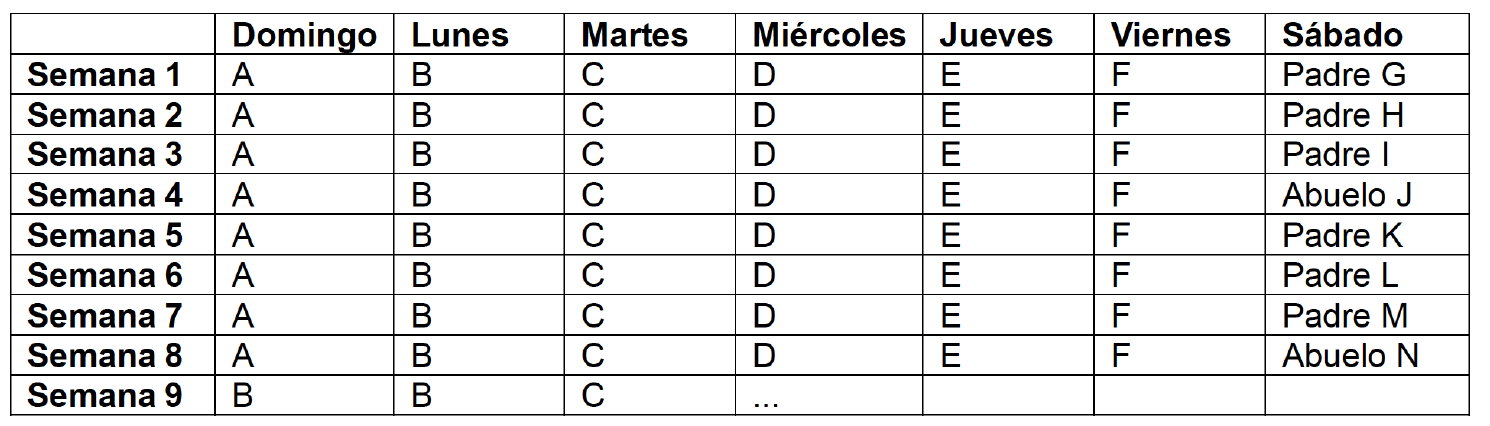 Domingo Lunes Martes Miércoles Jueves Viernes Sábado
Semana 1 A B C D E F Padre G
Semana 2 A B C D E F Padre H
Semana 3 A B C D E F Padre I
Semana 4 A B C D E F Abuelo J
Semana 5 A B C D E F Padre K
Semana 6 A B C D E F Padre L
Semana 7 A B C D E F Padre M
Semana 8 A B C D E F Abuelo N
Semana 9 B B C ...